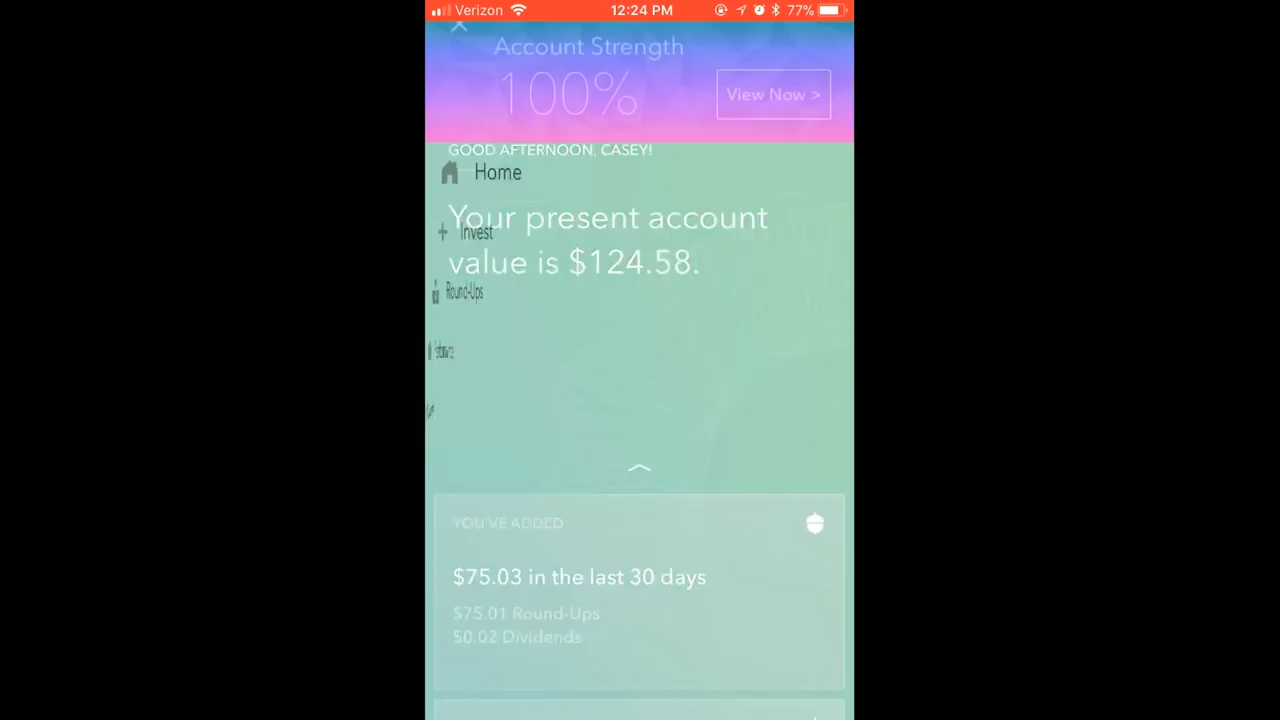 Verizon 12:24 PM 77%
Account Strength
100%
View Now >
GOOD AFTERNOON, CASEY!
Home
Your present account
Invest
value is $124.58.
Round-Ups
YOU'VE ADDED
$75.03 in the last 30 days
$75.01 Round-Ups
$0.02 Dividends